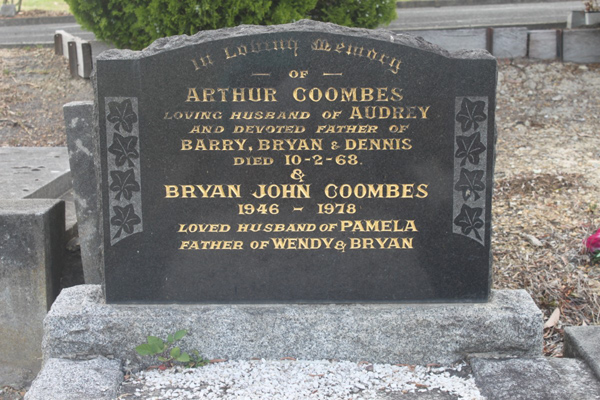 In Loving Memory
— OF —
ARTHUR COOMBES
LOVING HUSBAND OF AUDREY
AND DEVOTED FATHER OF
BARRY, BRYAN & DENNIS
DIED 10-2-68.
&
BRYAN JOHN COOMBES
1946 – 1978
LOVED HUSBAND OF PAMELA
FATHER OF WENDY & BRYAN